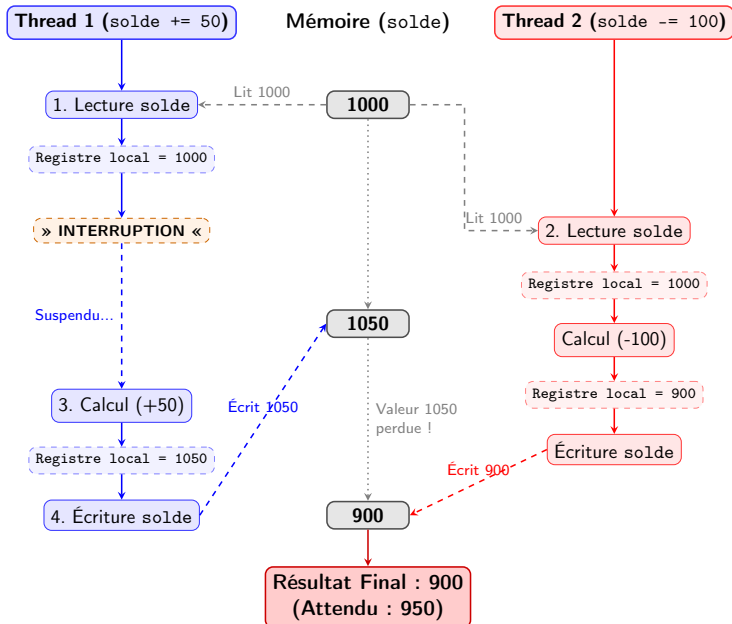 Thread 1 (solde += 50)
Mémoire (solde)
Thread 2 (solde -= 100)
Lit 1000
1. Lecture solde
1000
Registre local = 1000
Lit 1000
» INTERRUPTION «
2. Lecture solde
Registre local = 1000
Suspendu...
1050
Calcul (-100)
Registre local = 900
3. Calcul (+50)
Écrit 1050
Valeur 1050
perdue !
Registre local = 1050
Écriture solde
Écrit 900
4. Écriture solde
900
Résultat Final : 900
(Attendu : 950)